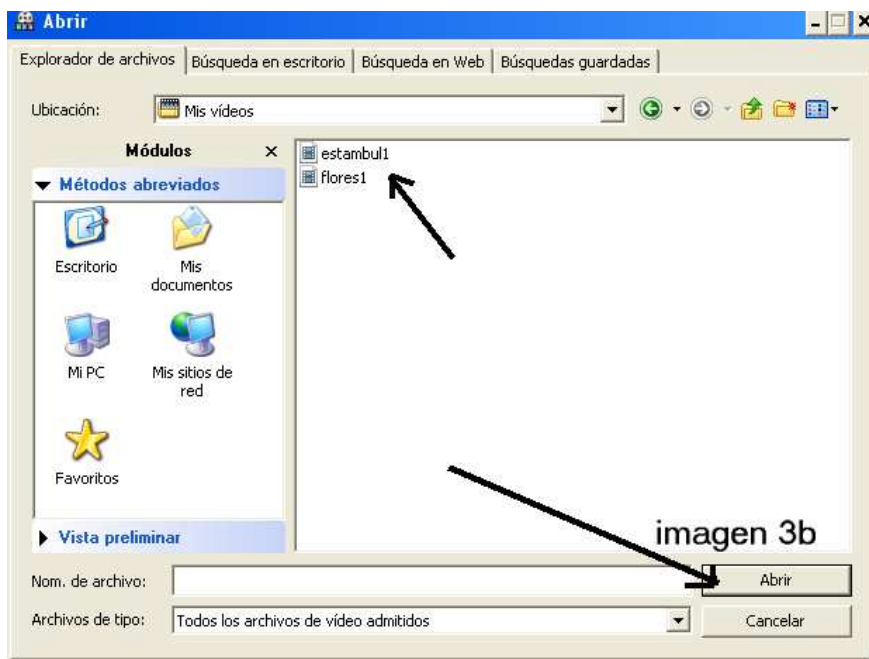 Abrir
Explorador de archivos Búsqueda en escritorio Búsqueda en Web Búsquedas guardadas
Ubicación: Mis vídeos
Módulos
Métodos abreviados
Escritorio
Mis documentos
Mi PC
Mis sitios de red
Favoritos
Vista preliminar
estambul1
flores1
imagen 3b
Nom. de archivo: Abrir
Archivos de tipo: Todos los archivos de vídeo admitidos Cancelar